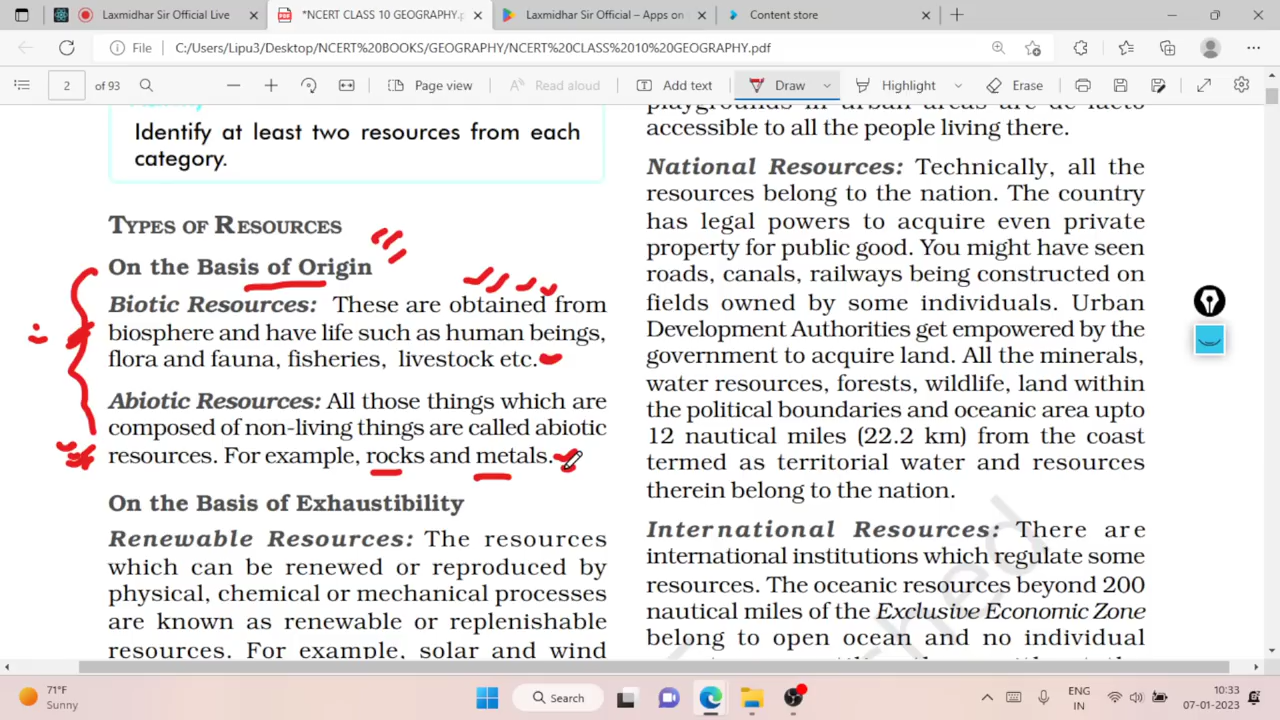 Laxmidhar Sir Official Live
*NCERT CLASS 10 GEOGRAPHY.p
Laxmidhar Sir Official – Apps on
Content store
File
C:/Users/Lipu3/Desktop/NCERT%20BOOKS/GEOGRAPHY/NCERT%20CLASS%2010%20GEOGRAPHY.pdf
2 of 93
Page view
Read aloud
Add text
Draw
Highlight
Erase
Identify at least two resources from each
category.
TYPES OF RESOURCES
On the Basis of Origin
Biotic Resources: These are obtained from
biosphere and have life such as human beings,
flora and fauna, fisheries, livestock etc.
Abiotic Resources: All those things which are
composed of non-living things are called abiotic
resources. For example, rocks and metals.
On the Basis of Exhaustibility
Renewable Resources: The resources
which can be renewed or reproduced by
physical, chemical or mechanical processes
are known as renewable or replenishable
resources. For example, solar and wind
playgrounds in urban areas are de facto
accessible to all the people living there.
National Resources: Technically, all the
resources belong to the nation. The country
has legal powers to acquire even private
property for public good. You might have seen
roads, canals, railways being constructed on
fields owned by some individuals. Urban
Development Authorities get empowered by the
government to acquire land. All the minerals,
water resources, forests, wildlife, land within
the political boundaries and oceanic area upto
12 nautical miles (22.2 km) from the coast
termed as territorial water and resources
therein belong to the nation.
International Resources: There are
international institutions which regulate some
resources. The oceanic resources beyond 200
nautical miles of the Exclusive Economic Zone
belong to open ocean and no individual
71°F
Sunny
Search
ENG
IN
10:33
07-01-2023